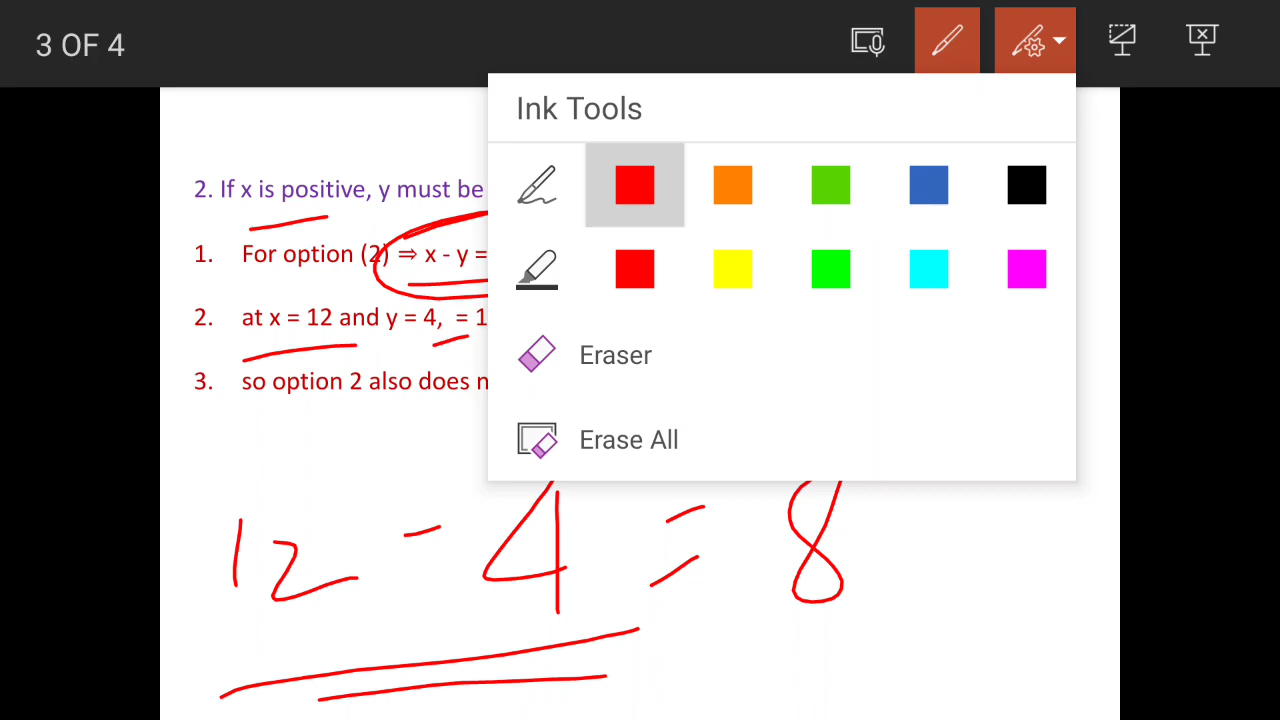 3 OF 4
Ink Tools
2. If x is positive, y must be
1. For option (2) ⇒ x - y =
2. at x = 12 and y = 4, = 1
Eraser
3. so option 2 also does n
Erase All
12 - 4 = 8